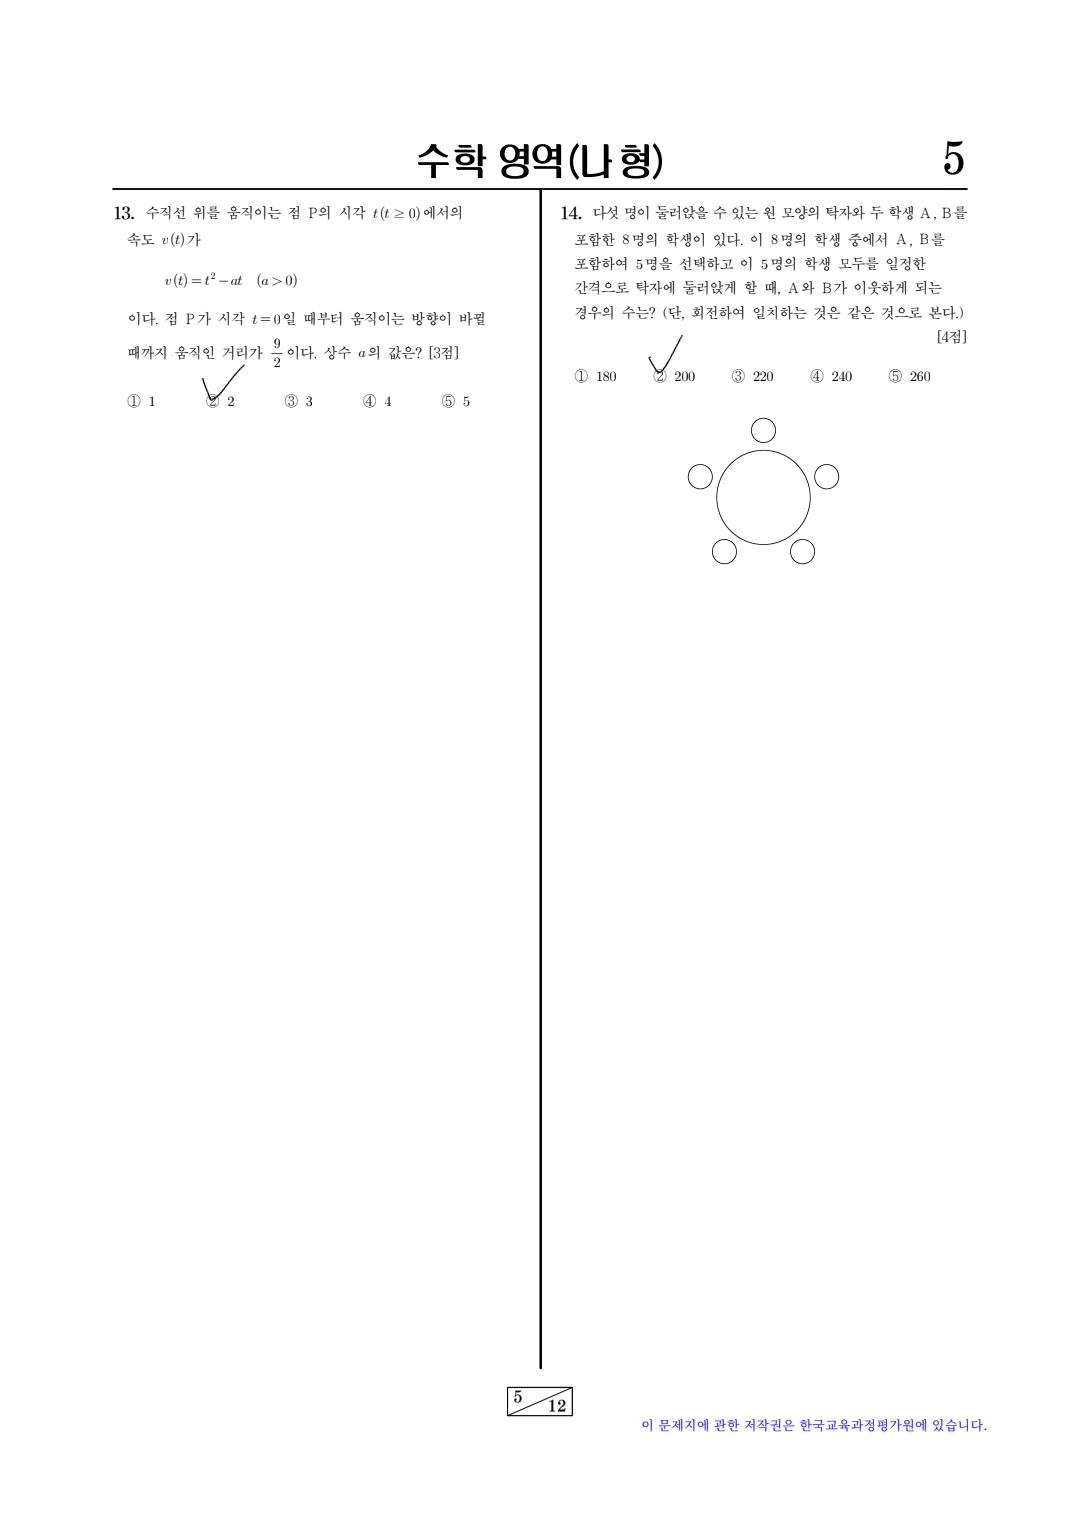 수학 영역(나 형)
5
13. 수직선 위를 움직이는 점 P의 시각 t(t ≥ 0)에서의
속도 v(t)가
v(t) = t² − at (a > 0)
이다. 점 P가 시각 t = 0일 때부터 움직이는 방향이 바뀔
때까지 움직인 거리가 9/2이다. 상수 a의 값은? [3점]
① 1 ② 2 ③ 3 ④ 4 ⑤ 5
14. 다섯 명이 둘러앉을 수 있는 원 모양의 탁자와 두 학생 A, B를
포함한 8명의 학생이 있다. 이 8명의 학생 중에서 A, B를
포함하여 5명을 선택하고 이 5명의 학생 모두를 일정한
간격으로 탁자에 둘러앉게 할 때, A와 B가 이웃하게 되는
경우의 수는? (단, 회전하여 일치하는 것은 같은 것으로 본다.)
[4점]
① 180 ② 200 ③ 220 ④ 240 ⑤ 260
5
12
이 문제지에 관한 저작권은 한국교육과정평가원에 있습니다.